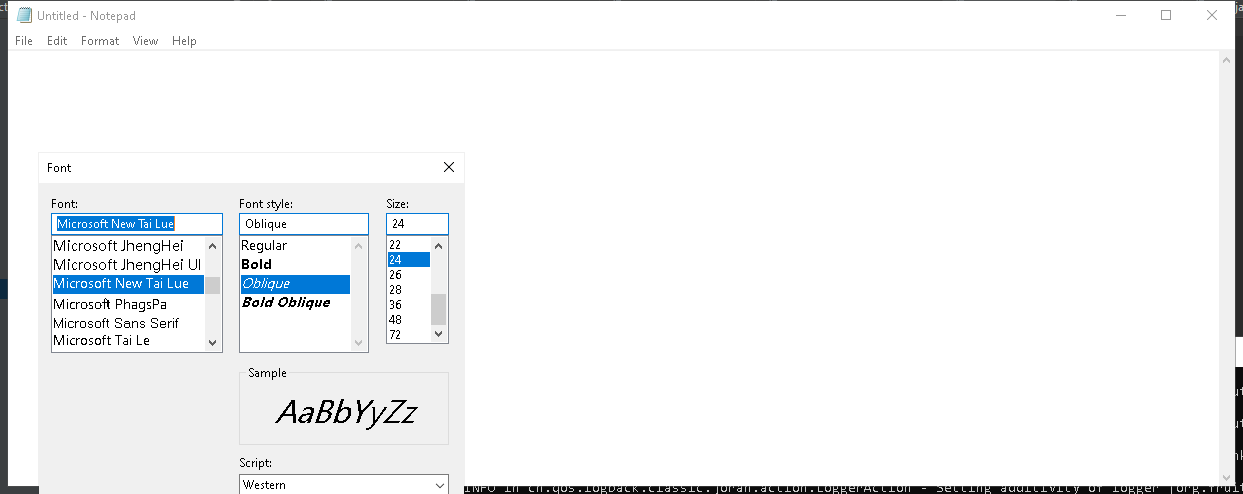 Untitled - Notepad
File Edit Format View Help
Font
Font: Font style: Size:
Microsoft New Tai Lue Oblique 24
Microsoft JhengHei Regular 22
Microsoft JhengHei UI Bold 24
Microsoft New Tai Lue Oblique 26
Microsoft PhagsPa Bold Oblique 28
Microsoft Sans Serif 36
Microsoft Tai Le 48
72
Sample
AaBbYyZz
Script:
Western
INFO in ch.qos.logback.classic.joran.action.LoggerAction - Setting additivity of logger